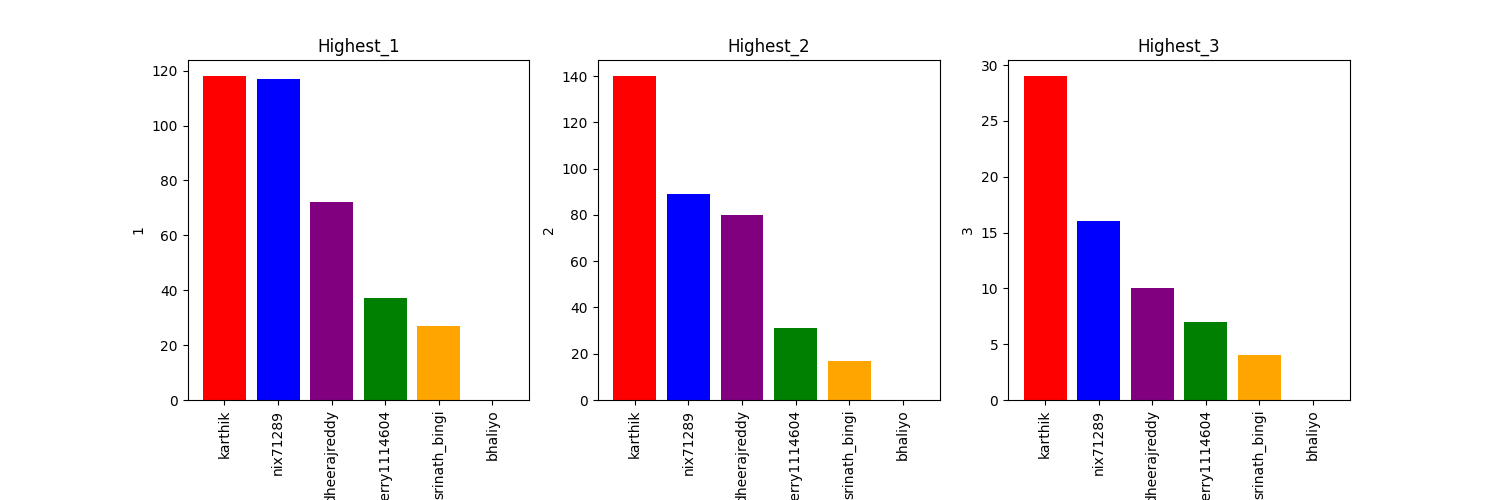 Highest_1
120
100
80
60
40
20
0
1
karthik
nix71289
dheerajreddy
erry1114604
srinath_bingi
bhaliyo
Highest_2
140
120
100
80
60
40
20
0
2
karthik
nix71289
dheerajreddy
erry1114604
srinath_bingi
bhaliyo
Highest_3
30
25
20
15
10
5
0
3
karthik
nix71289
dheerajreddy
erry1114604
srinath_bingi
bhaliyo